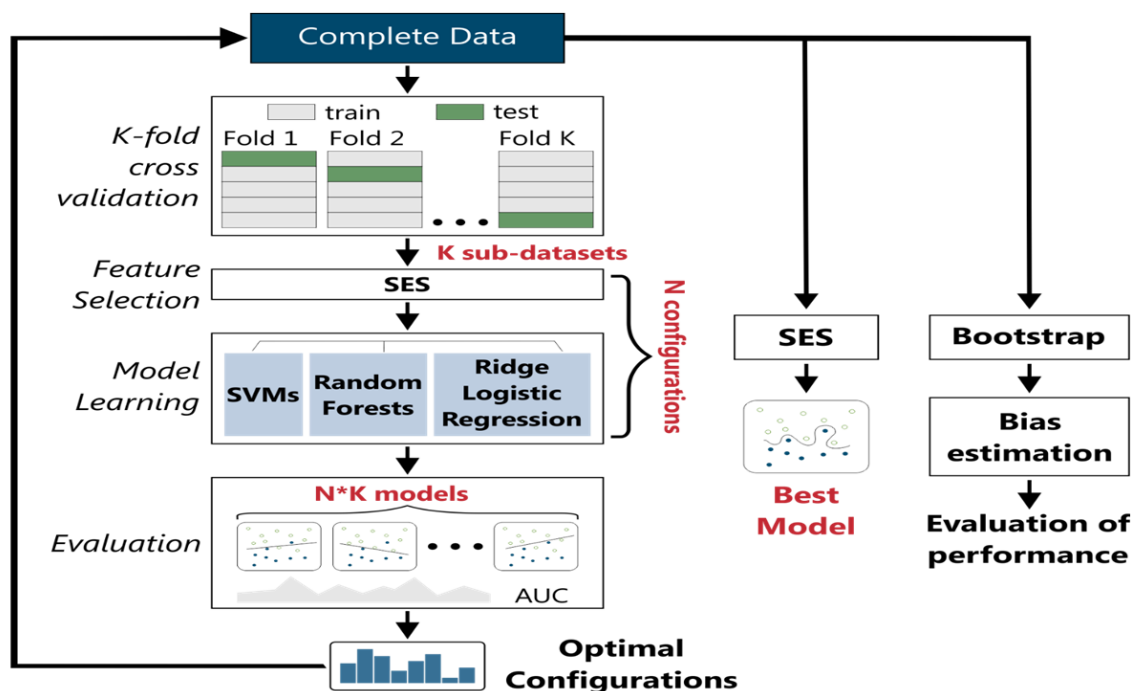 Complete Data
train
test
K-fold
cross
validation
Fold 1
Fold 2
Fold K
K sub-datasets
Feature
Selection
SES
Model
Learning
SVMs
Random
Forests
Ridge
Logistic
Regression
N configurations
Evaluation
N*K models
AUC
Optimal
Configurations
SES
Best
Model
Bootstrap
Bias
estimation
Evaluation of
performance